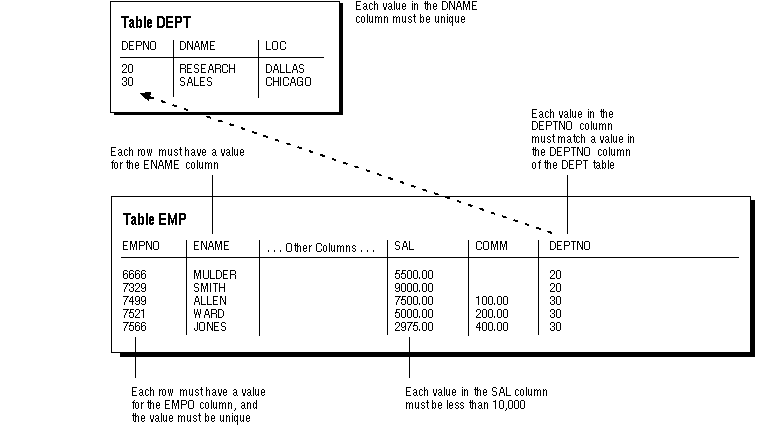 Each value in the DNAME
column must be unique
Table DEPT
DEPNO DNAME LOC
20 RESEARCH DALLAS
30 SALES CHICAGO
Each value in the
DEPTNO column
must match a value in
the DEPTNO column
of the DEPT table
Each row must have a value
for the ENAME column
Table EMP
EMPNO ENAME . . . Other Columns . . . SAL COMM DEPTNO
6666 MULDER 5500.00 20
7329 SMITH 9000.00 20
7499 ALLEN 7500.00 100.00 30
7521 WARD 5000.00 200.00 30
7566 JONES 2975.00 400.00 30
Each row must have a value
for the EMPO column, and
the value must be unique
Each value in the SAL column
must be less than 10,000